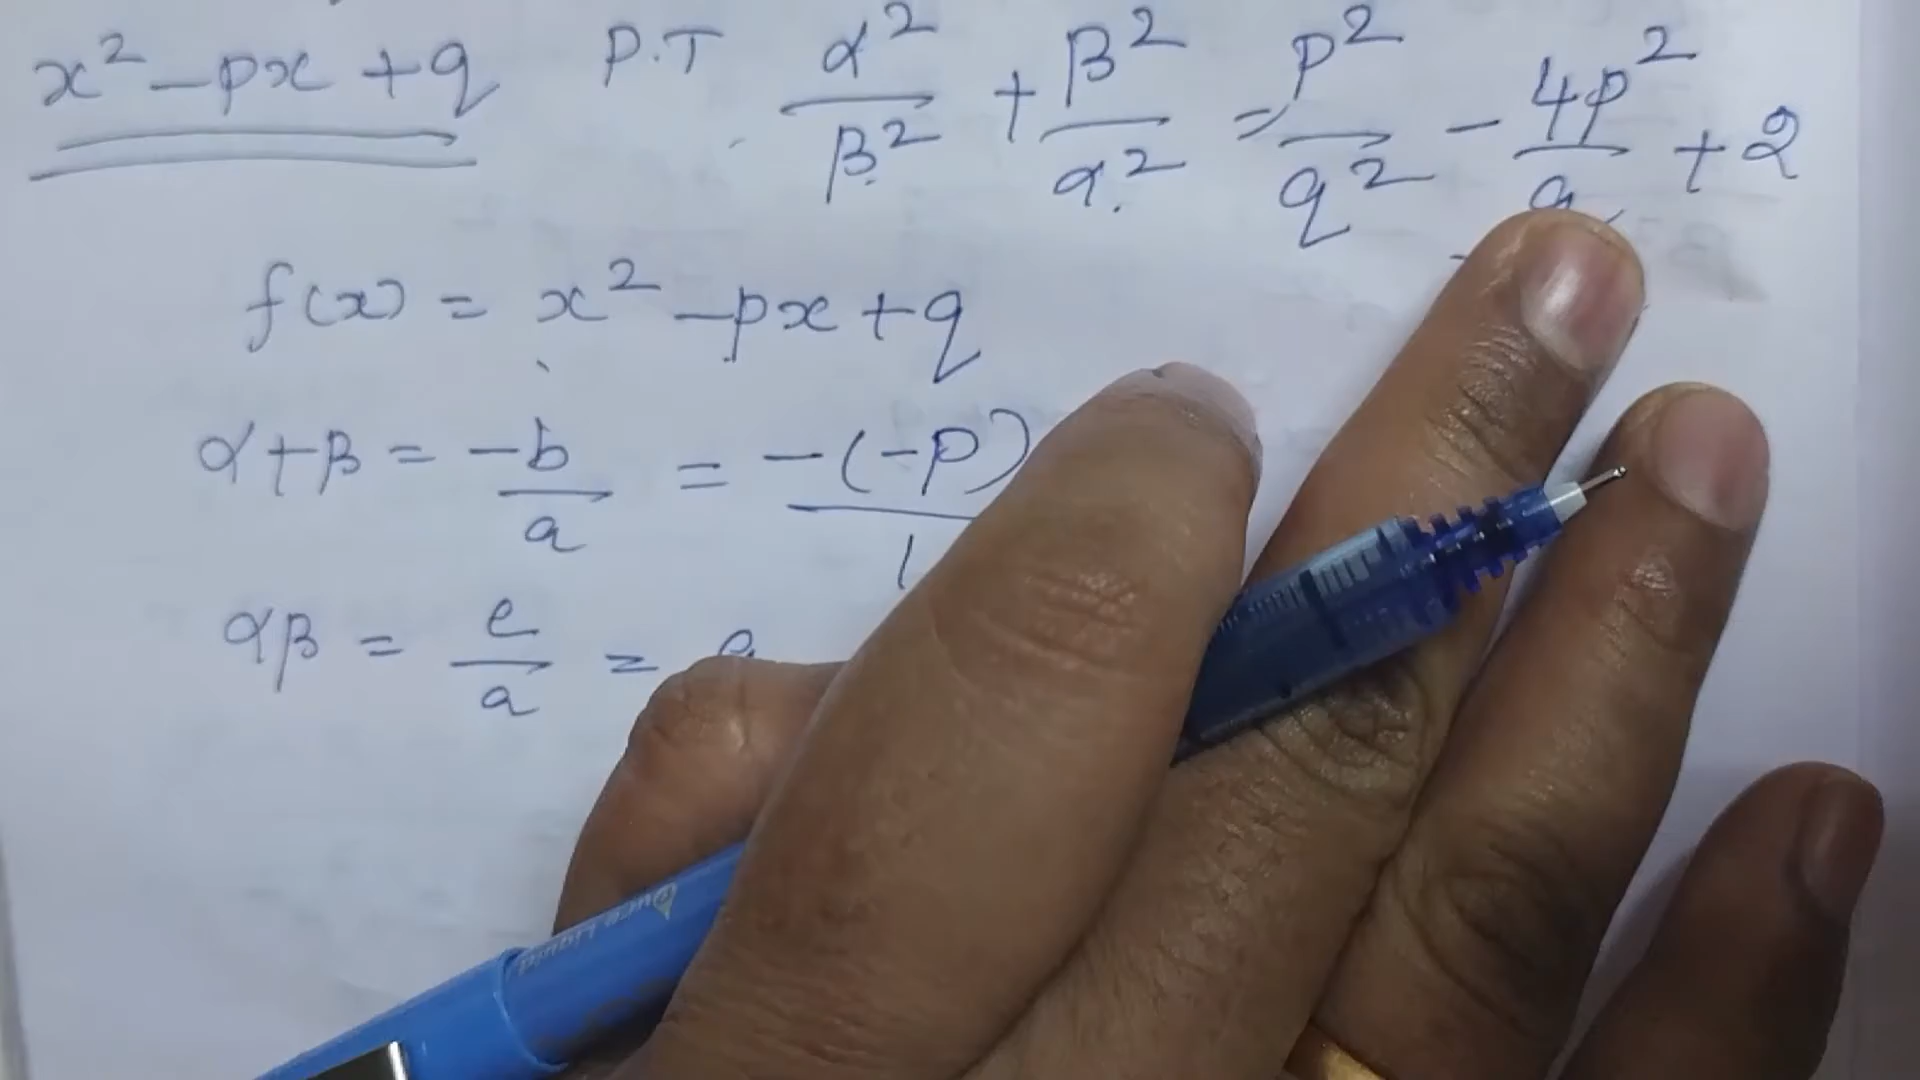 x² - px + q P.T α²/β² + β²/α² = p²/q² - 4p²/q + 2
f(x) = x² - px + q
α + β = -b/a = -(-p)/1
αβ = c/a =
Pure Liquid